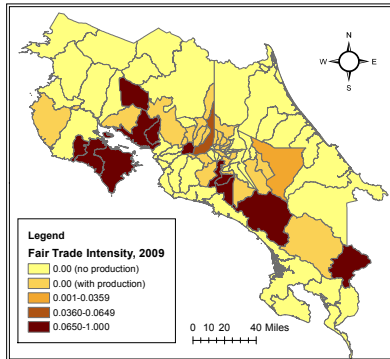 N
W E
S
Legend
Fair Trade Intensity, 2009
0.00 (no production)
0.00 (with production)
0.001-0.0359
0.0360-0.0649
0.0650-1.000
0 10 20 40 Miles